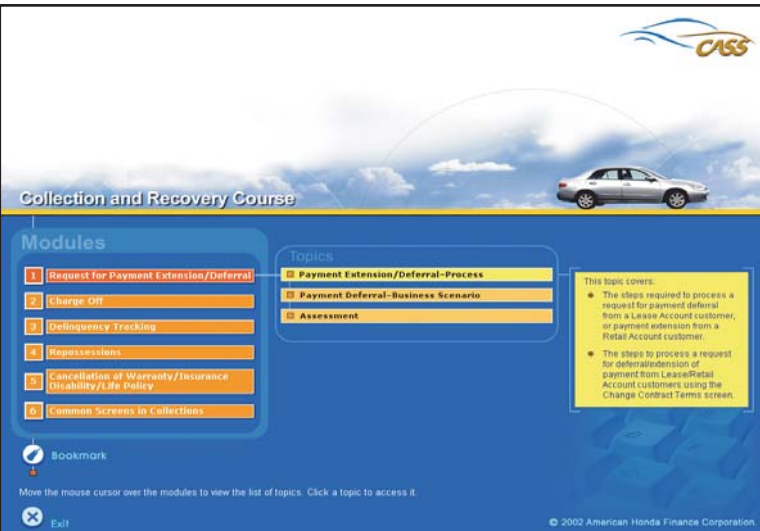 CASS
Collection and Recovery Course
Modules
1 Request for Payment Extension/Deferral
2 Charge Off
3 Delinquency Tracking
4 Repossessions
5 Cancellation of Warranty/Insurance
Disability/Life Policy
6 Common Screens in Collections
Topics
Payment Extension/Deferral-Process
Payment Deferral-Business Scenario
Assessment
This topic covers:
The steps required to process a
request for payment deferral
from a Lease Account customer,
or payment extension from a
Retail Account customer.
The steps to process a request
for deferral/extension of
payment from Lease/Retail
Account customers using the
Change Contract Terms screen.
Bookmark
Move the mouse cursor over the modules to view the list of topics. Click a topic to access it.
Exit
© 2002 American Honda Finance Corporation.